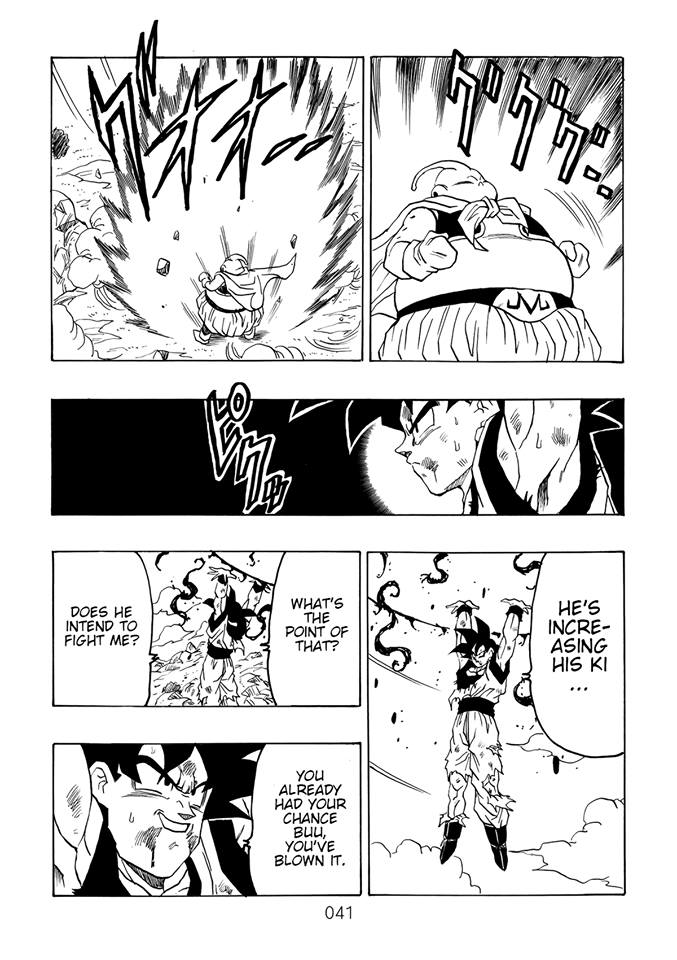 グググ...
グオオ...
ピクッ
HE'S
INCRE-
ASING
HIS KI
...
WHAT'S
THE
POINT OF
THAT?
DOES HE
INTEND TO
FIGHT ME?
YOU
ALREADY
HAD YOUR
CHANCE
BUU,
YOU'VE
BLOWN IT.
041